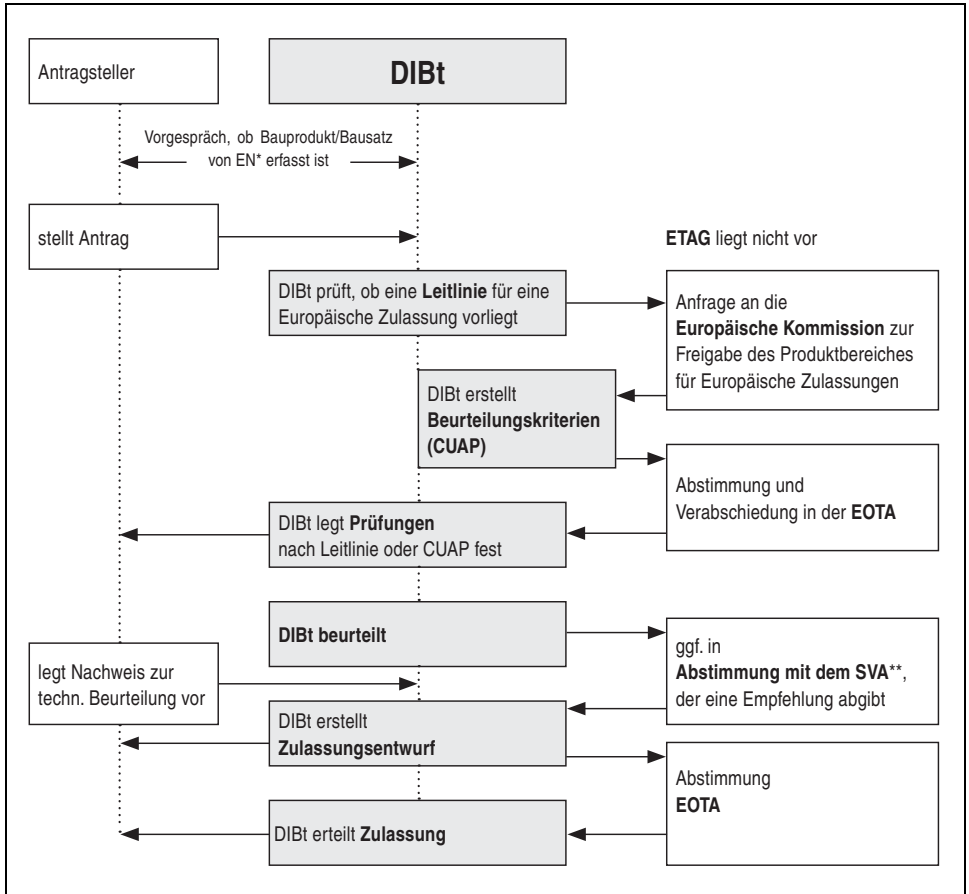 Antragsteller
DIBt
Vorgespräch, ob Bauprodukt/Bausatz
von EN* erfasst ist
stellt Antrag
ETAG liegt nicht vor
DIBt prüft, ob eine Leitlinie für eine
Europäische Zulassung vorliegt
Anfrage an die
Europäische Kommission zur
Freigabe des Produktbereiches
für Europäische Zulassungen
DIBt erstellt
Beurteilungskriterien
(CUAP)
Abstimmung und
Verabschiedung in der EOTA
DIBt legt Prüfungen
nach Leitlinie oder CUAP fest
DIBt beurteilt
ggf. in
Abstimmung mit dem SVA**,
der eine Empfehlung abgibt
legt Nachweis zur
techn. Beurteilung vor
DIBt erstellt
Zulassungsentwurf
Abstimmung
EOTA
DIBt erteilt Zulassung